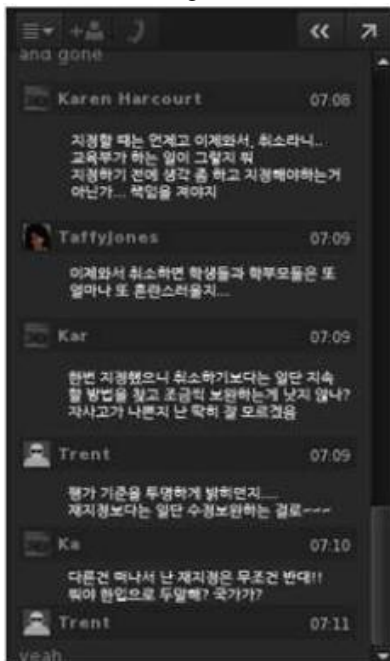 and gone
Karen Harcourt 07:08
지정할 때는 언제고 이제와서, 취소라니..
교육부가 하는 일이 그렇지 뭐
지정하기 전에 생각 좀 하고 지정해야하는거
아닌가... 책임을 져야지
TaffyJones 07:09
이제와서 취소하면 학생들과 학부모들은 또
얼마나 또 혼란스러울지...
Kar 07:09
한번 지정했으니 취소하기보다는 일단 지속
할 방법을 찾고 조금씩 보완하는게 낫지 않나?
자사고가 나쁜지 난 딱히 잘 모르겠음
Trent 07:09
평가 기준을 투명하게 밝히던지....
재지정보다는 일단 수정보완하는 걸로~~~
Ka 07:10
다른건 떠나서 난 재지정은 무조건 반대!!
뭐야 한입으로 두말해? 국가가?
Trent 07:11
yeah